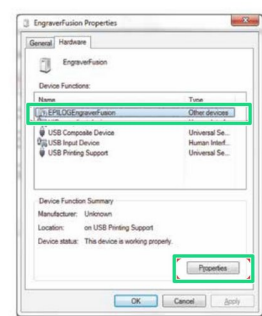 EngraverFusion Properties
General Hardware
EngraverFusion
Device Functions:
Name Type
EPILOGEngraverFusion Other devices
USB Composite Device Universal Se...
USB Input Device Human Interf...
USB Printing Support Universal Se...
Device Function Summary
Manufacturer: Unknown
Location: on USB Printing Support
Device status: This device is working properly.
Properties
OK Cancel Apply